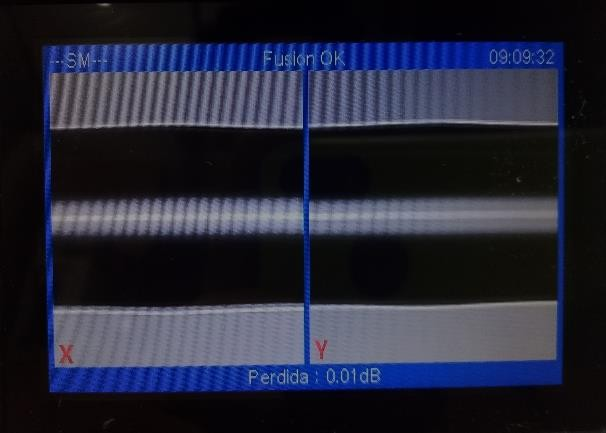 ---SM--- Fusion OK 09:09:32
X Y
Perdida : 0.01dB